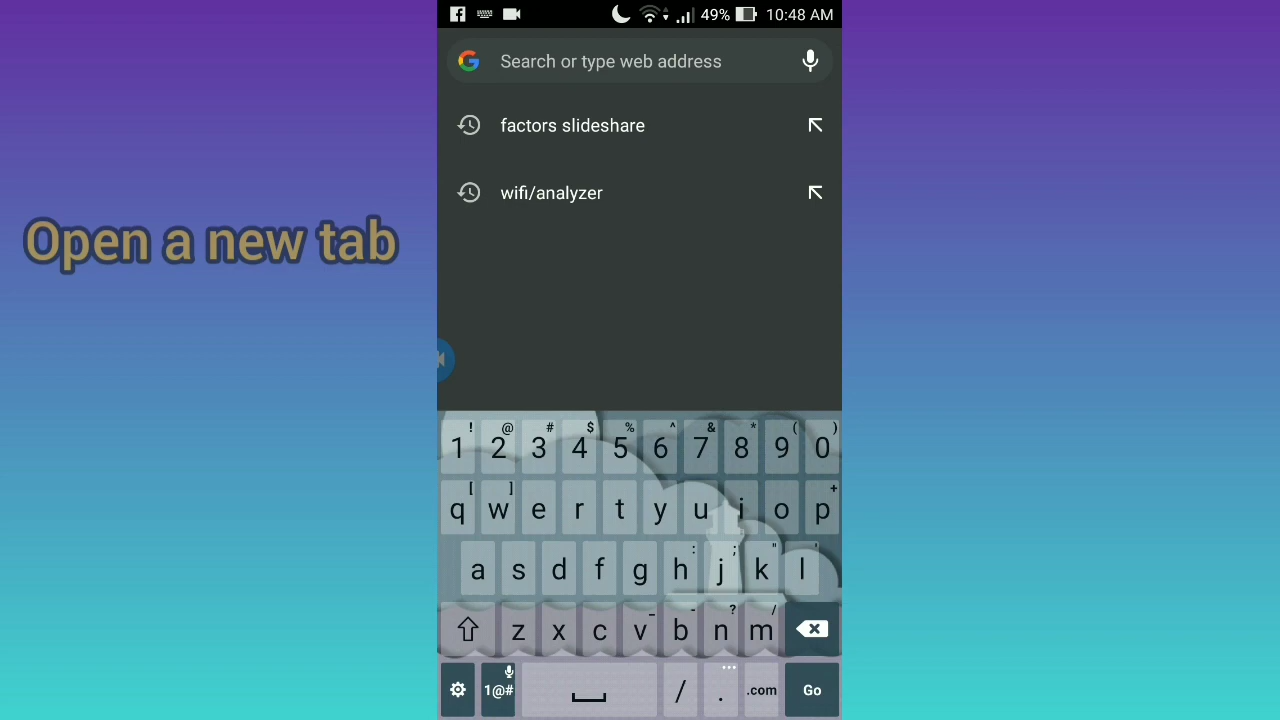 49% 10:48 AM
Search or type web address
factors slideshare
wifi/analyzer
Open a new tab
! @ # $ % ^ & * ( )
1 2 3 4 5 6 7 8 9 0
[ ] +
q w e r t y u i o p
: ; " '
a s d f g h j k l
_ - ? /
z x c v b n m
1@# / . .com Go